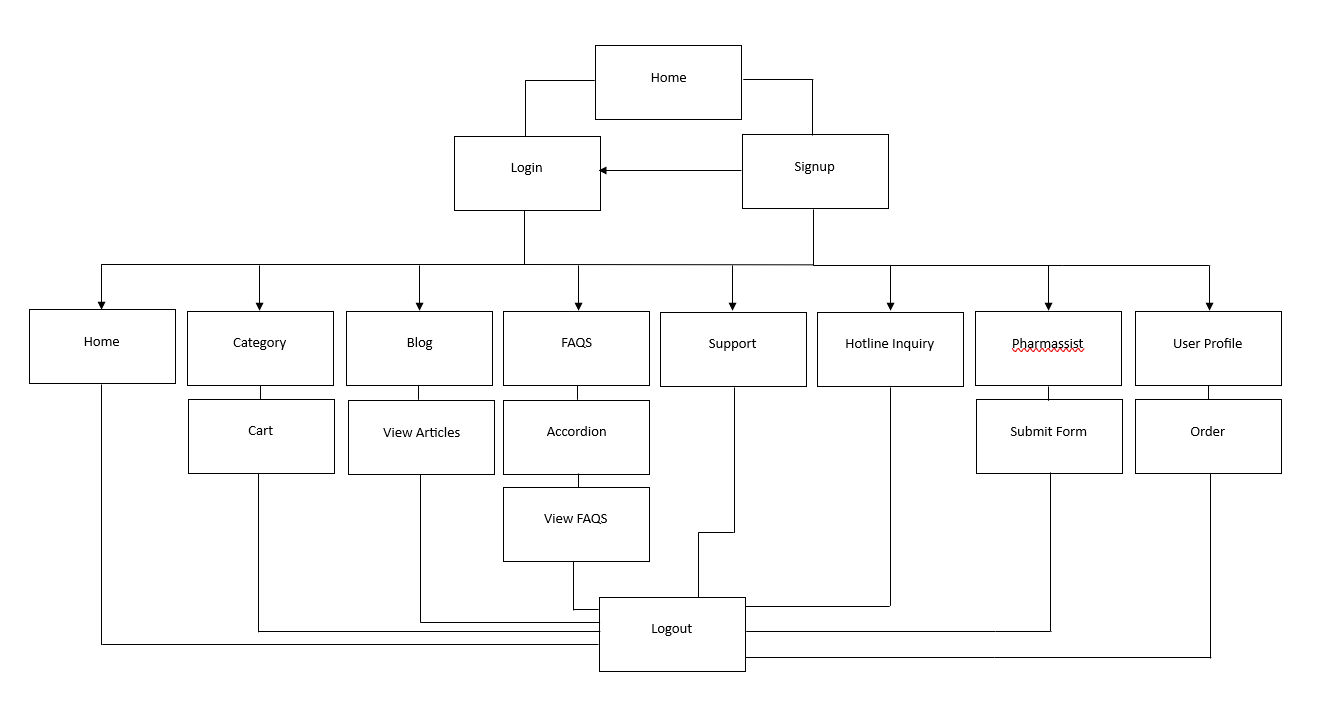 Home
Login
Signup
Home
Category
Blog
FAQS
Support
Hotline Inquiry
Pharmassist
User Profile
Cart
View Articles
Accordion
Submit Form
Order
View FAQS
Logout